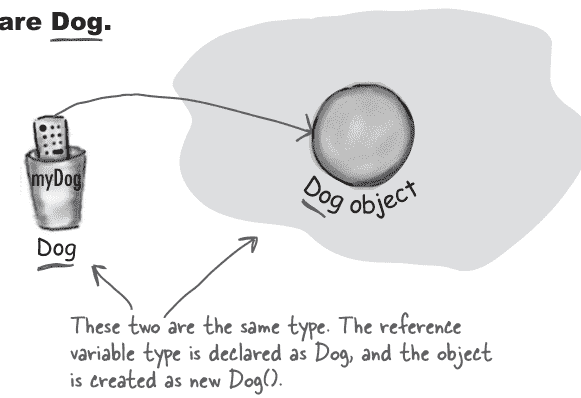 are Dog.
myDog
Dog object
Dog
These two are the same type. The reference
variable type is declared as Dog, and the object
is created as new Dog().